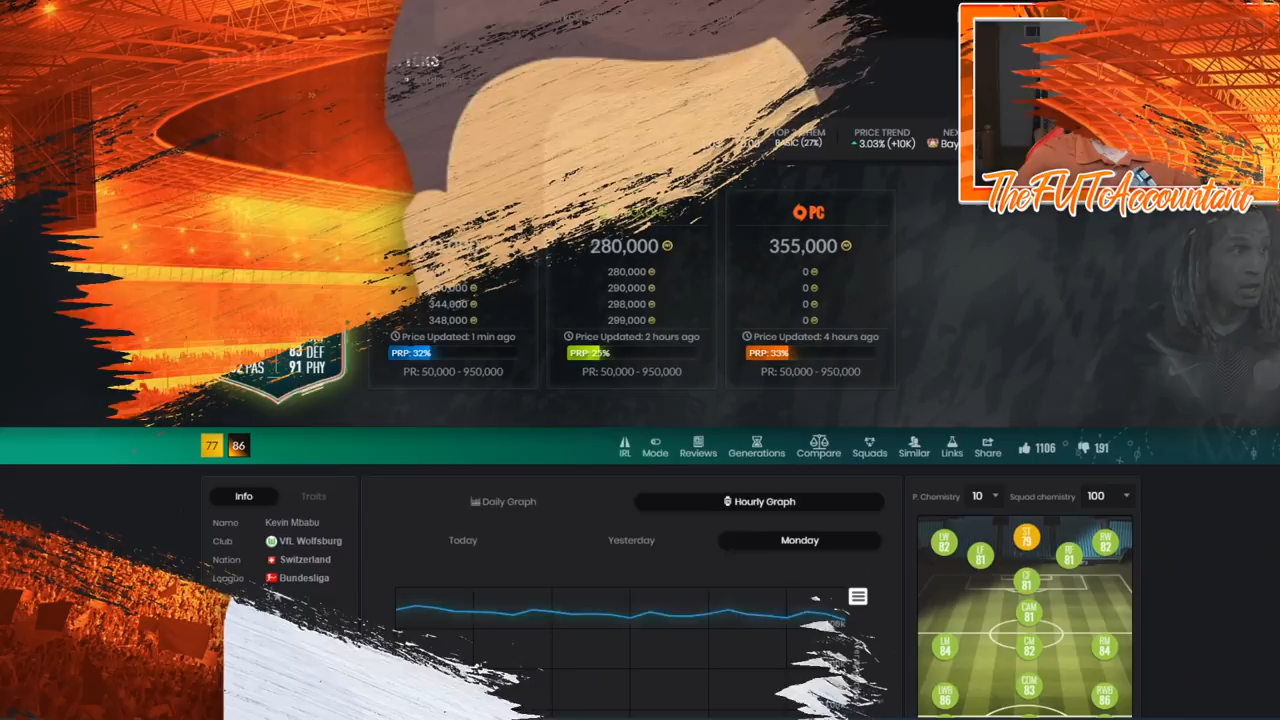 TOP 2 CHEM
BASIC (27%)
PRICE TREND
3.03% (+10K)
TheFUTAccountant
PC
280,000
355,000
280,000
0
290,000
0
344,000
298,000
0
348,000
299,000
0
Price Updated: 1 min ago
Price Updated: 2 hours ago
Price Updated: 4 hours ago
PRP: 32%
PRP: 25%
PRP: 33%
PR: 50,000 - 950,000
PR: 50,000 - 950,000
PR: 50,000 - 950,000
83 DEF
PAS
91 PHY
77
86
IRL
Mode
Reviews
Generations
Compare
Squads
Similar
Links
Share
1106
191
Info
Traits
Name
Kevin Mbabu
Club
VfL Wolfsburg
Nation
Switzerland
League
Bundesliga
Daily Graph
Hourly Graph
Today
Yesterday
Monday
P. Chemistry
10
Squad chemistry
100
ST
79
LW
82
RW
82
LF
81
RF
81
CF
81
CAM
81
LM
84
CM
82
RM
84
CDM
83
LWB
86
RWB
86